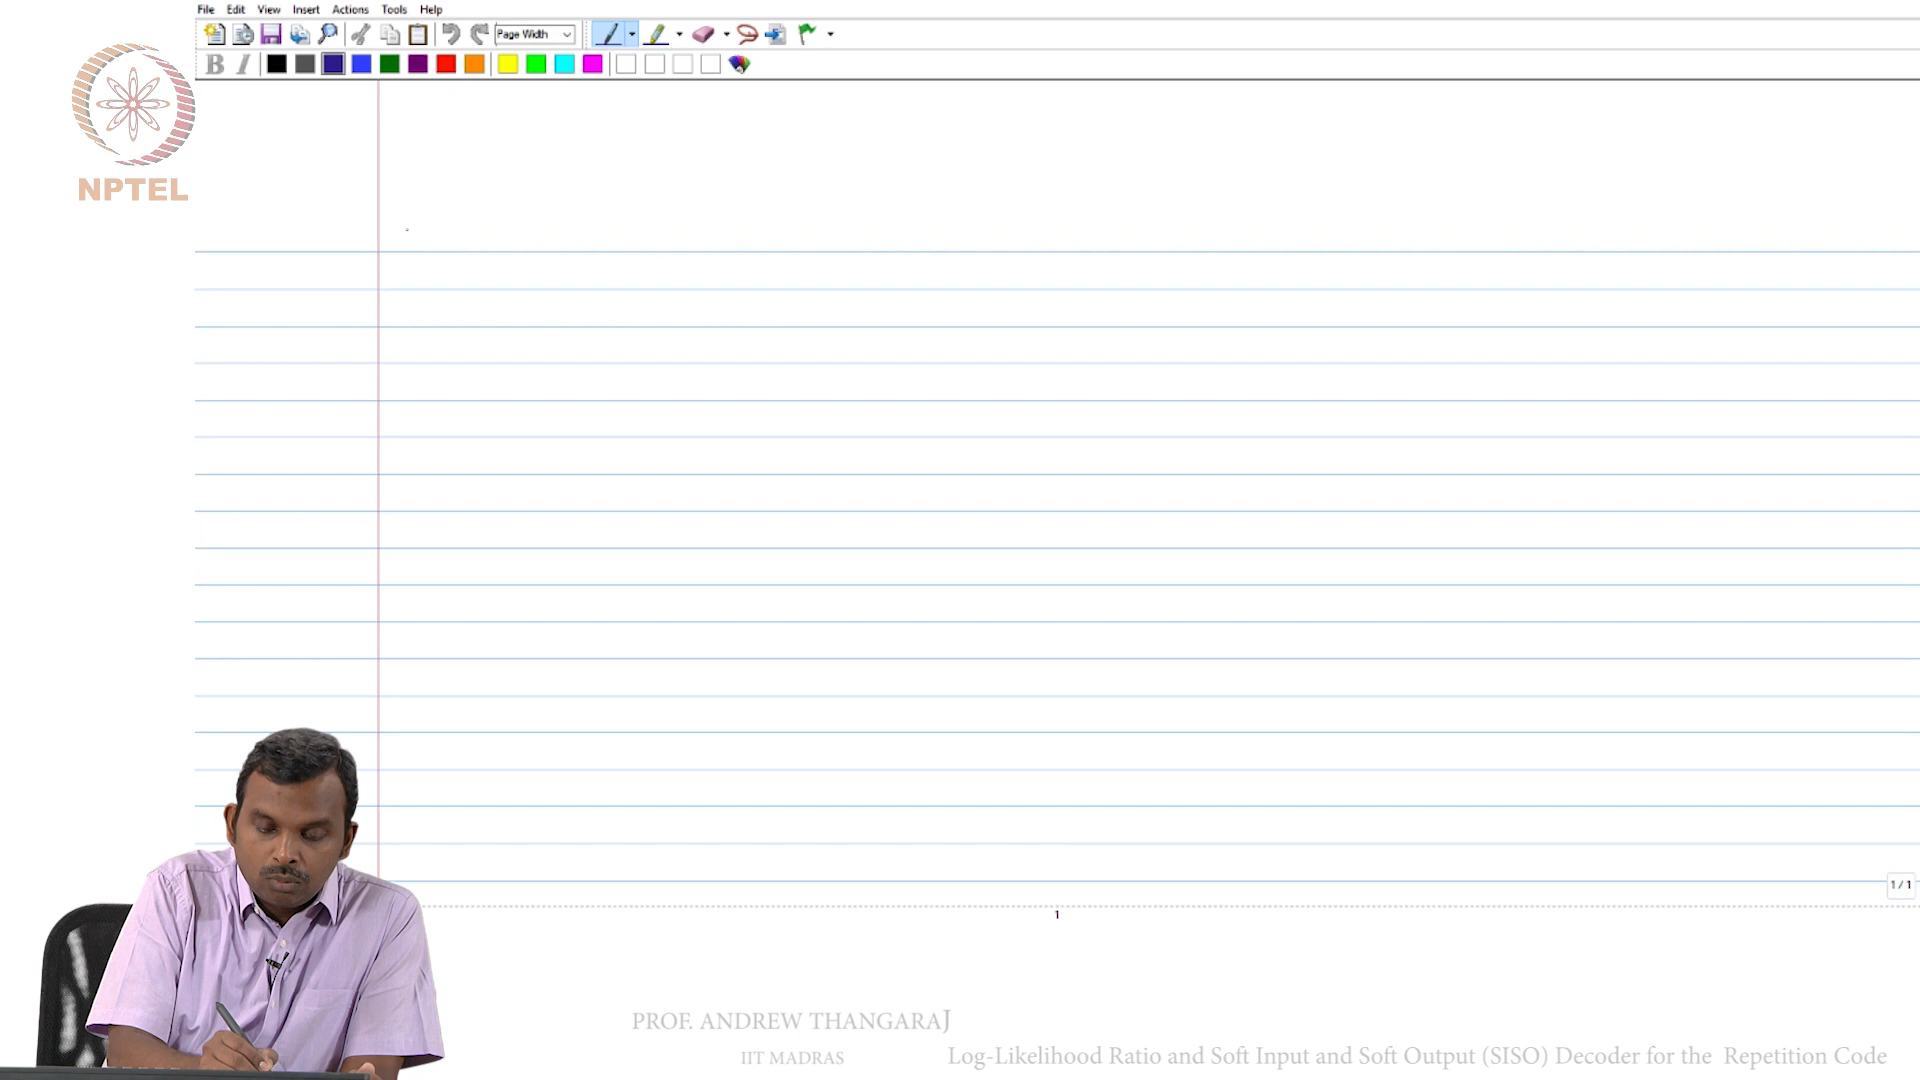 File Edit View Insert Actions Tools Help
Page Width
B I
NPTEL
1 / 1
1
PROF. ANDREW THANGARAJ
IIT MADRAS
Log-Likelihood Ratio and Soft Input and Soft Output (SISO) Decoder for the Repetition Code